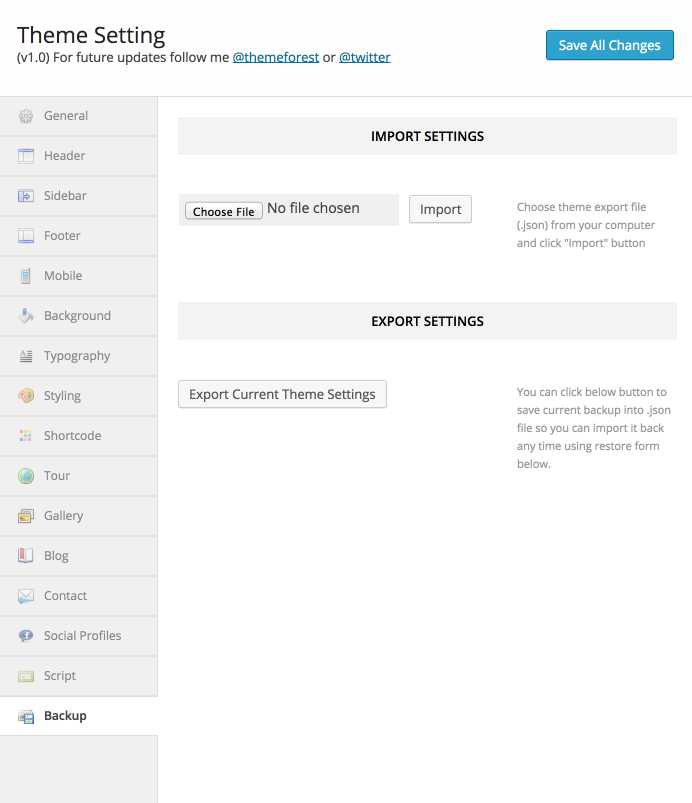 Theme Setting
(v1.0) For future updates follow me @themeforest or @twitter
Save All Changes
General
Header
Sidebar
Footer
Mobile
Background
Typography
Styling
Shortcode
Tour
Gallery
Blog
Contact
Social Profiles
Script
Backup
IMPORT SETTINGS
Choose File No file chosen
Import
Choose theme export file
(.json) from your computer
and click "Import" button
EXPORT SETTINGS
Export Current Theme Settings
You can click below button to
save current backup into .json
file so you can import it back
any time using restore form
below.